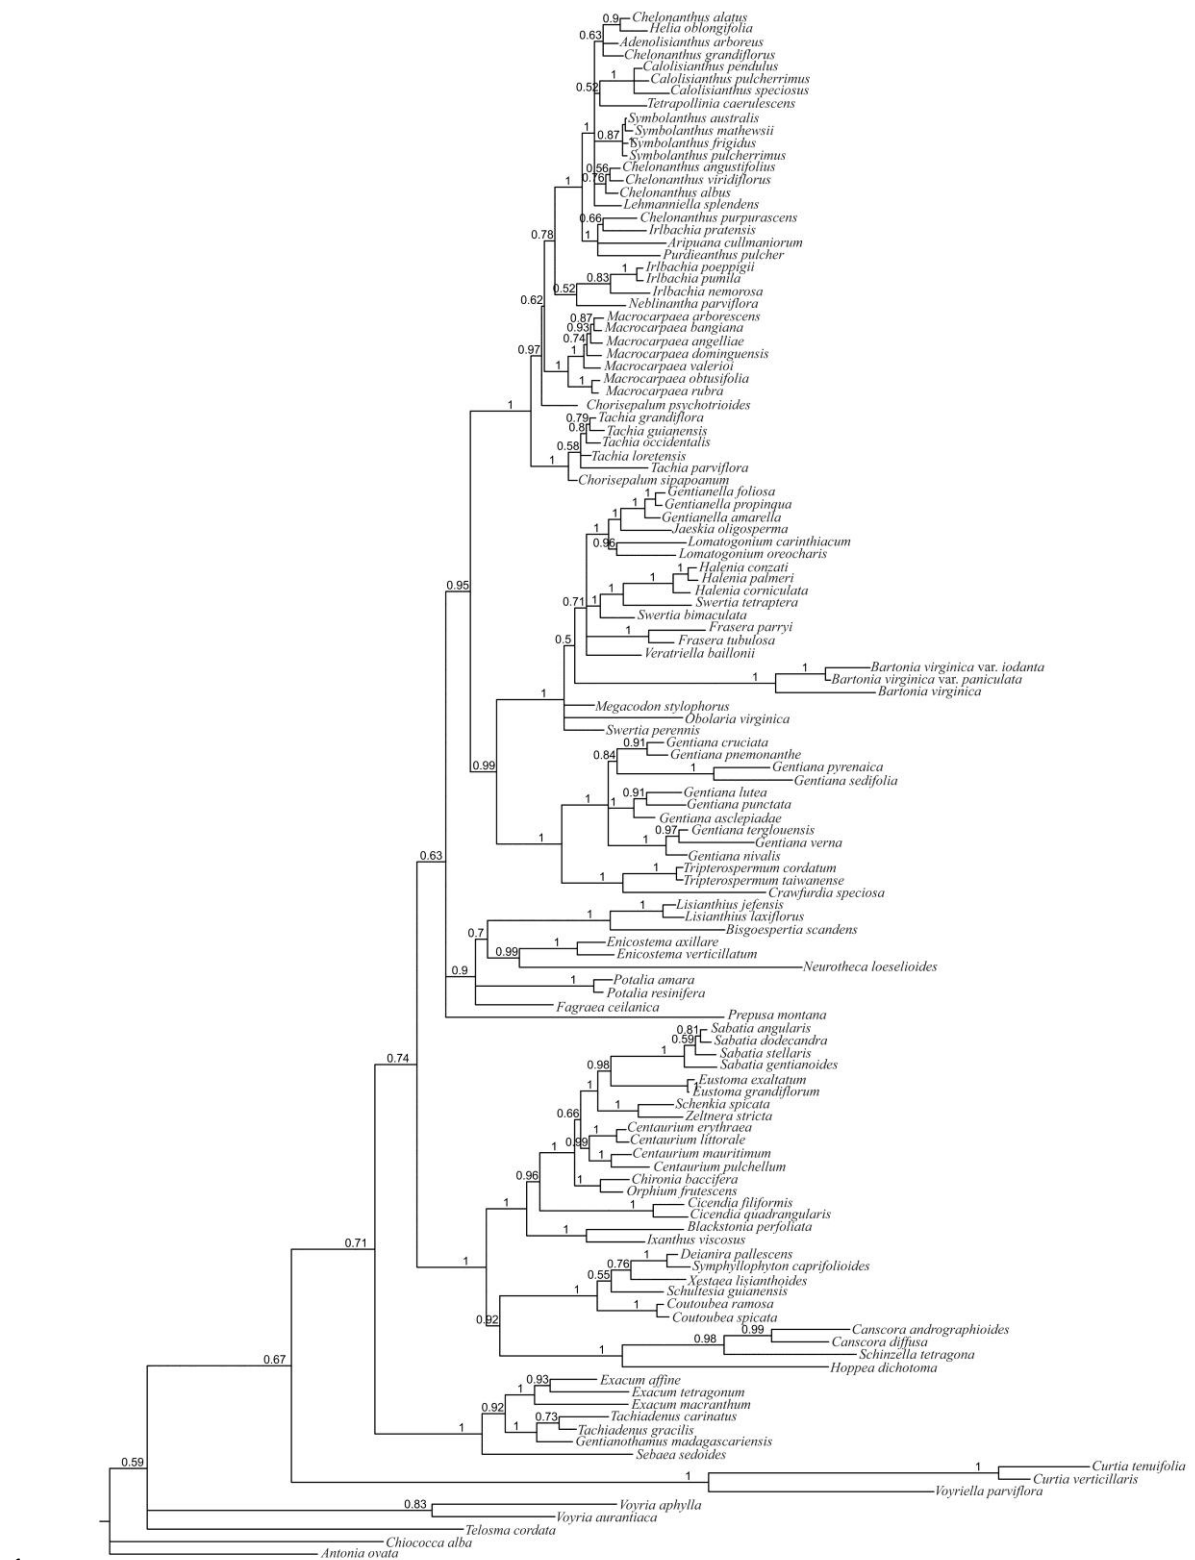 0.9
Chelonanthus alatus
Helia oblongifolia
0.63
Adenolisianthus arboreus
Chelonanthus grandiflorus
Calolisianthus pendulus
1
Calolisianthus pulcherrimus
0.52
Calolisianthus speciosus
Tetrapollinia caerulescens
Symbolanthus australis
1
Symbolanthus mathewsii
0.87
Symbolanthus frigidus
Symbolanthus pulcherrimus
0.56
Chelonanthus angustifolius
0.76
Chelonanthus viridiflorus
1
Chelonanthus albus
Lehmanniella splendens
0.66
Chelonanthus purpurascens
Irlbachia pratensis
0.78
1
Aripuana cullmaniorum
Purdieanthus pulcher
1
Irlbachia poeppigii
0.83
Irlbachia pumila
0.52
Irlbachia nemorosa
0.62
Neblinantha parviflora
0.87
Macrocarpaea arborescens
0.93
Macrocarpaea bangiana
0.74
Macrocarpaea angelliae
0.97
1
Macrocarpaea dominguensis
1
Macrocarpaea valerioi
1
Macrocarpaea obtusifolia
Macrocarpaea rubra
1
Chorisepalum psychotrioides
0.79
Tachia grandiflora
0.8
Tachia guianensis
Tachia occidentalis
0.58
Tachia loretensis
1
Tachia parviflora
Chorisepalum sipapoanum
1
Gentianella foliosa
1
Gentianella propinqua
1
Gentianella amarella
1
Jaeskia oligosperma
0.96
Lomatogonium carinthiacum
Lomatogonium oreocharis
1
Halenia conzati
1
Halenia palmeri
0.95
1
Halenia corniculata
0.71
1
Swertia tetraptera
Swertia bimaculata
1
Frasera parryi
0.5
Frasera tubulosa
Veratriella baillonii
1
Bartonia virginica var. iodanta
1
Bartonia virginica var. paniculata
1
Bartonia virginica
Megacodon stylophorus
Obolaria virginica
Swertia perennis
0.91
Gentiana cruciata
0.84
Gentiana pnemonanthe
0.99
1
Gentiana pyrenaica
Gentiana sedifolia
0.91
Gentiana lutea
1
1
Gentiana punctata
Gentiana asclepiadae
0.97
Gentiana terglouensis
1
1
Gentiana verna
0.63
Gentiana nivalis
1
Tripterospermum cordatum
1
Tripterospermum taiwanense
Crawfurdia speciosa
1
Lisianthius jefensis
1
Lisianthius laxiflorus
0.7
Bisgoespertia scandens
1
Enicostema axillare
0.99
Enicostema verticillatum
0.9
Neurotheca loeselioides
1
Potalia amara
Potalia resinifera
Fagraea ceilanica
Prepusa montana
0.81
Sabatia angularis
0.59
Sabatia dodecandra
1
Sabatia stellaris
0.74
0.98
Sabatia gentianoides
1
Eustoma exaltatum
1
Eustoma grandiflorum
1
Schenkia spicata
0.66
Zeltnera stricta
1
Centaurium erythraea
0.99
Centaurium littorale
1
1
Centaurium mauritimum
Centaurium pulchellum
0.96
1
Chironia baccifera
Orphium frutescens
1
1
Cicendia filiformis
Cicendia quadrangularis
1
Blackstonia perfoliata
0.71
Ixanthus viscosus
1
1
Deianira pallescens
0.76
Symphyllophyton caprifolioides
0.55
Xestaea lisianthoides
1
Schultesia guianensis
1
Coutoubea ramosa
0.92
Coutoubea spicata
0.99
Canscora andrographioides
0.98
Canscora diffusa
1
Schinzella tetragona
0.67
Hoppea dichotoma
0.93
Exacum affine
1
Exacum tetragonum
0.92
Exacum macranthum
0.73
Tachiadenus carinatus
1
1
Tachiadenus gracilis
Gentianothamus madagascariensis
Sebaea sedoides
0.59
1
Curtia tenuifolia
1
Curtia verticillaris
Voyriella parviflora
0.83
Voyria aphylla
Voyria aurantiaca
Telosma cordata
Chiococca alba
Antonia ovata